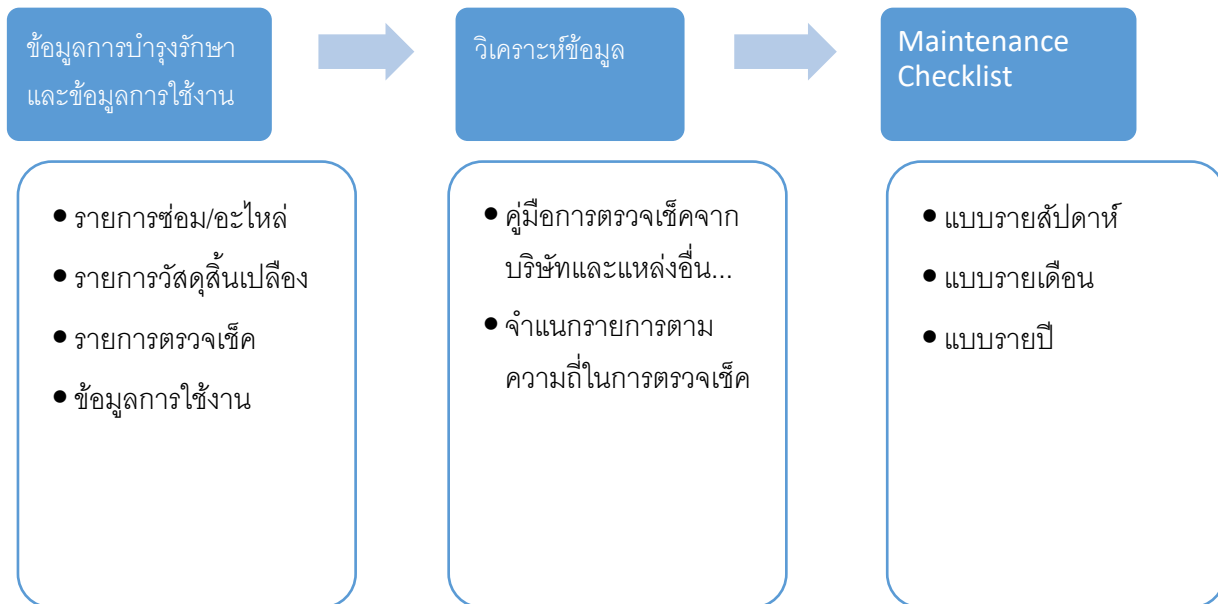 ข้อมูลการบำรุงรักษา
และข้อมูลการใช้งาน
• รายการซ่อม/อะไหล่
• รายการวัสดุสิ้นเปลือง
• รายการตรวจเช็ค
• ข้อมูลการใช้งาน
วิเคราะห์ข้อมูล
• คู่มือการตรวจเช็คจาก
บริษัทและแหล่งอื่น...
• จำแนกรายการตาม
ความถี่ในการตรวจเช็ค
Maintenance
Checklist
• แบบรายสัปดาห์
• แบบรายเดือน
• แบบรายปี